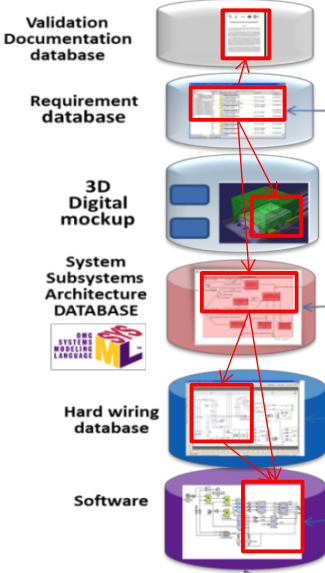 Validation
Documentation
database
Requirement
database
3D
Digital
mockup
System
Subsystems
Architecture
DATABASE
OMG
SYSTEMS
MODELING
LANGUAGE
SysML
Hard wiring
database
Software